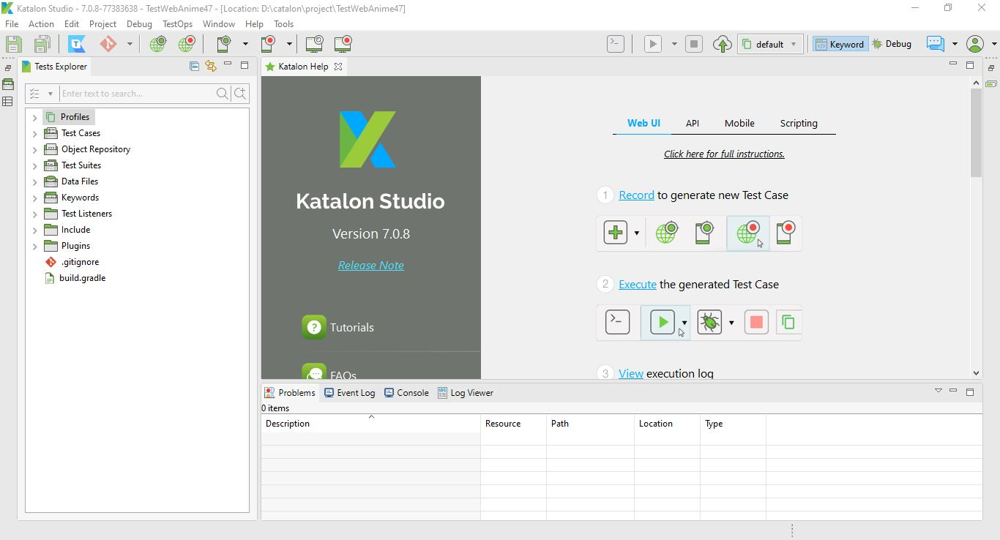 Katalon Studio - 7.0.8-77383638 - TestWebAnime47 - [Location: D:\catalon\project\TestWebAnime47]
File Action Edit Project Debug TestOps Window Help Tools
default Keyword Debug
Tests Explorer
Enter text to search...
Profiles
Test Cases
Object Repository
Test Suites
Data Files
Keywords
Test Listeners
Include
Plugins
.gitignore
build.gradle
Katalon Help
Katalon Studio
Version 7.0.8
Release Note
Tutorials
FAQs
Web UI API Mobile Scripting
Click here for full instructions.
1 Record to generate new Test Case
2 Execute the generated Test Case
3 View execution log
Problems Event Log Console Log Viewer
0 items
Description Resource Path Location Type